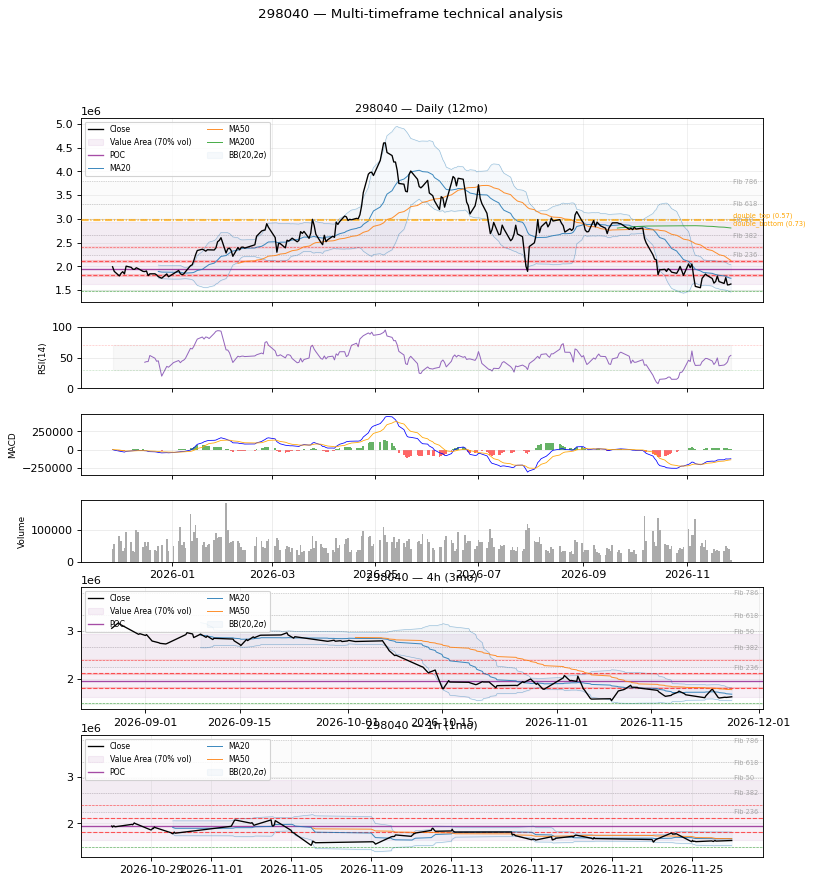 298040 — Multi-timeframe technical analysis
298040 — Daily (12mo)
1e6
Close
Value Area (70% vol)
POC
MA20
MA50
MA200
BB(20,2σ)
5.0
4.5
4.0
3.5
3.0
2.5
2.0
1.5
Fib 786
Fib 618
double_top (0.57)
double_bottom (0.73)
Fib 382
Fib 236
RSI(14)
100
50
0
MACD
250000
0
−250000
Volume
100000
0
2026-01
2026-03
2026-05
2026-07
2026-09
2026-11
298040 — 4h (3mo)
1e6
Close
Value Area (70% vol)
POC
MA20
MA50
BB(20,2σ)
3
2
Fib 786
Fib 618
Fib 50
Fib 382
Fib 236
2026-09-01
2026-09-15
2026-10-01
2026-10-15
2026-11-01
2026-11-15
2026-12-01
298040 — 1h (1mo)
1e6
Close
Value Area (70% vol)
POC
MA20
MA50
BB(20,2σ)
3
2
Fib 786
Fib 618
Fib 50
Fib 382
Fib 236
2026-10-29
2026-11-01
2026-11-05
2026-11-09
2026-11-13
2026-11-17
2026-11-21
2026-11-25